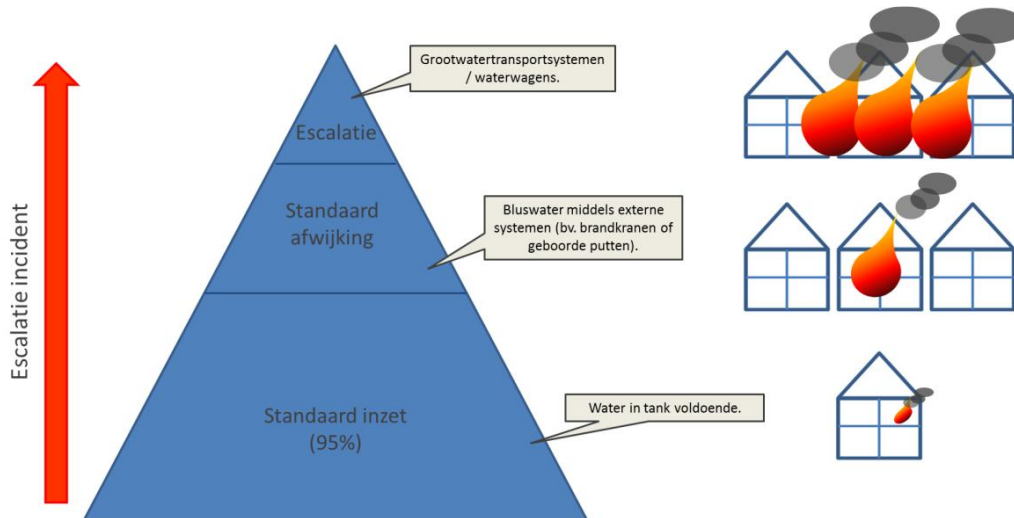 Grootwatertransportsystemen
/ waterwagens.
Escalatie
Standaard
afwijking
Bluswater middels externe
systemen (bv. brandkranen of
geboorde putten).
Escalatie incident
Standaard inzet
(95%)
Water in tank voldoende.